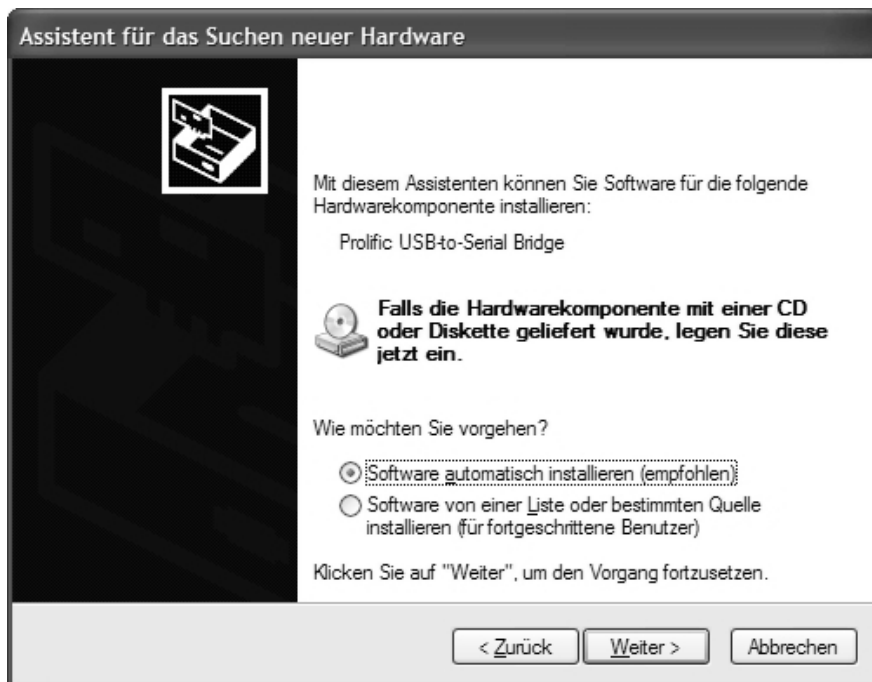 Assistent für das Suchen neuer Hardware
Mit diesem Assistenten können Sie Software für die folgende
Hardwarekomponente installieren:
Prolific USB-to-Serial Bridge
Falls die Hardwarekomponente mit einer CD
oder Diskette geliefert wurde, legen Sie diese
jetzt ein.
Wie möchten Sie vorgehen?
Software automatisch installieren (empfohlen)
Software von einer Liste oder bestimmten Quelle
installieren (für fortgeschrittene Benutzer)
Klicken Sie auf "Weiter", um den Vorgang fortzusetzen.
< Zurück Weiter > Abbrechen